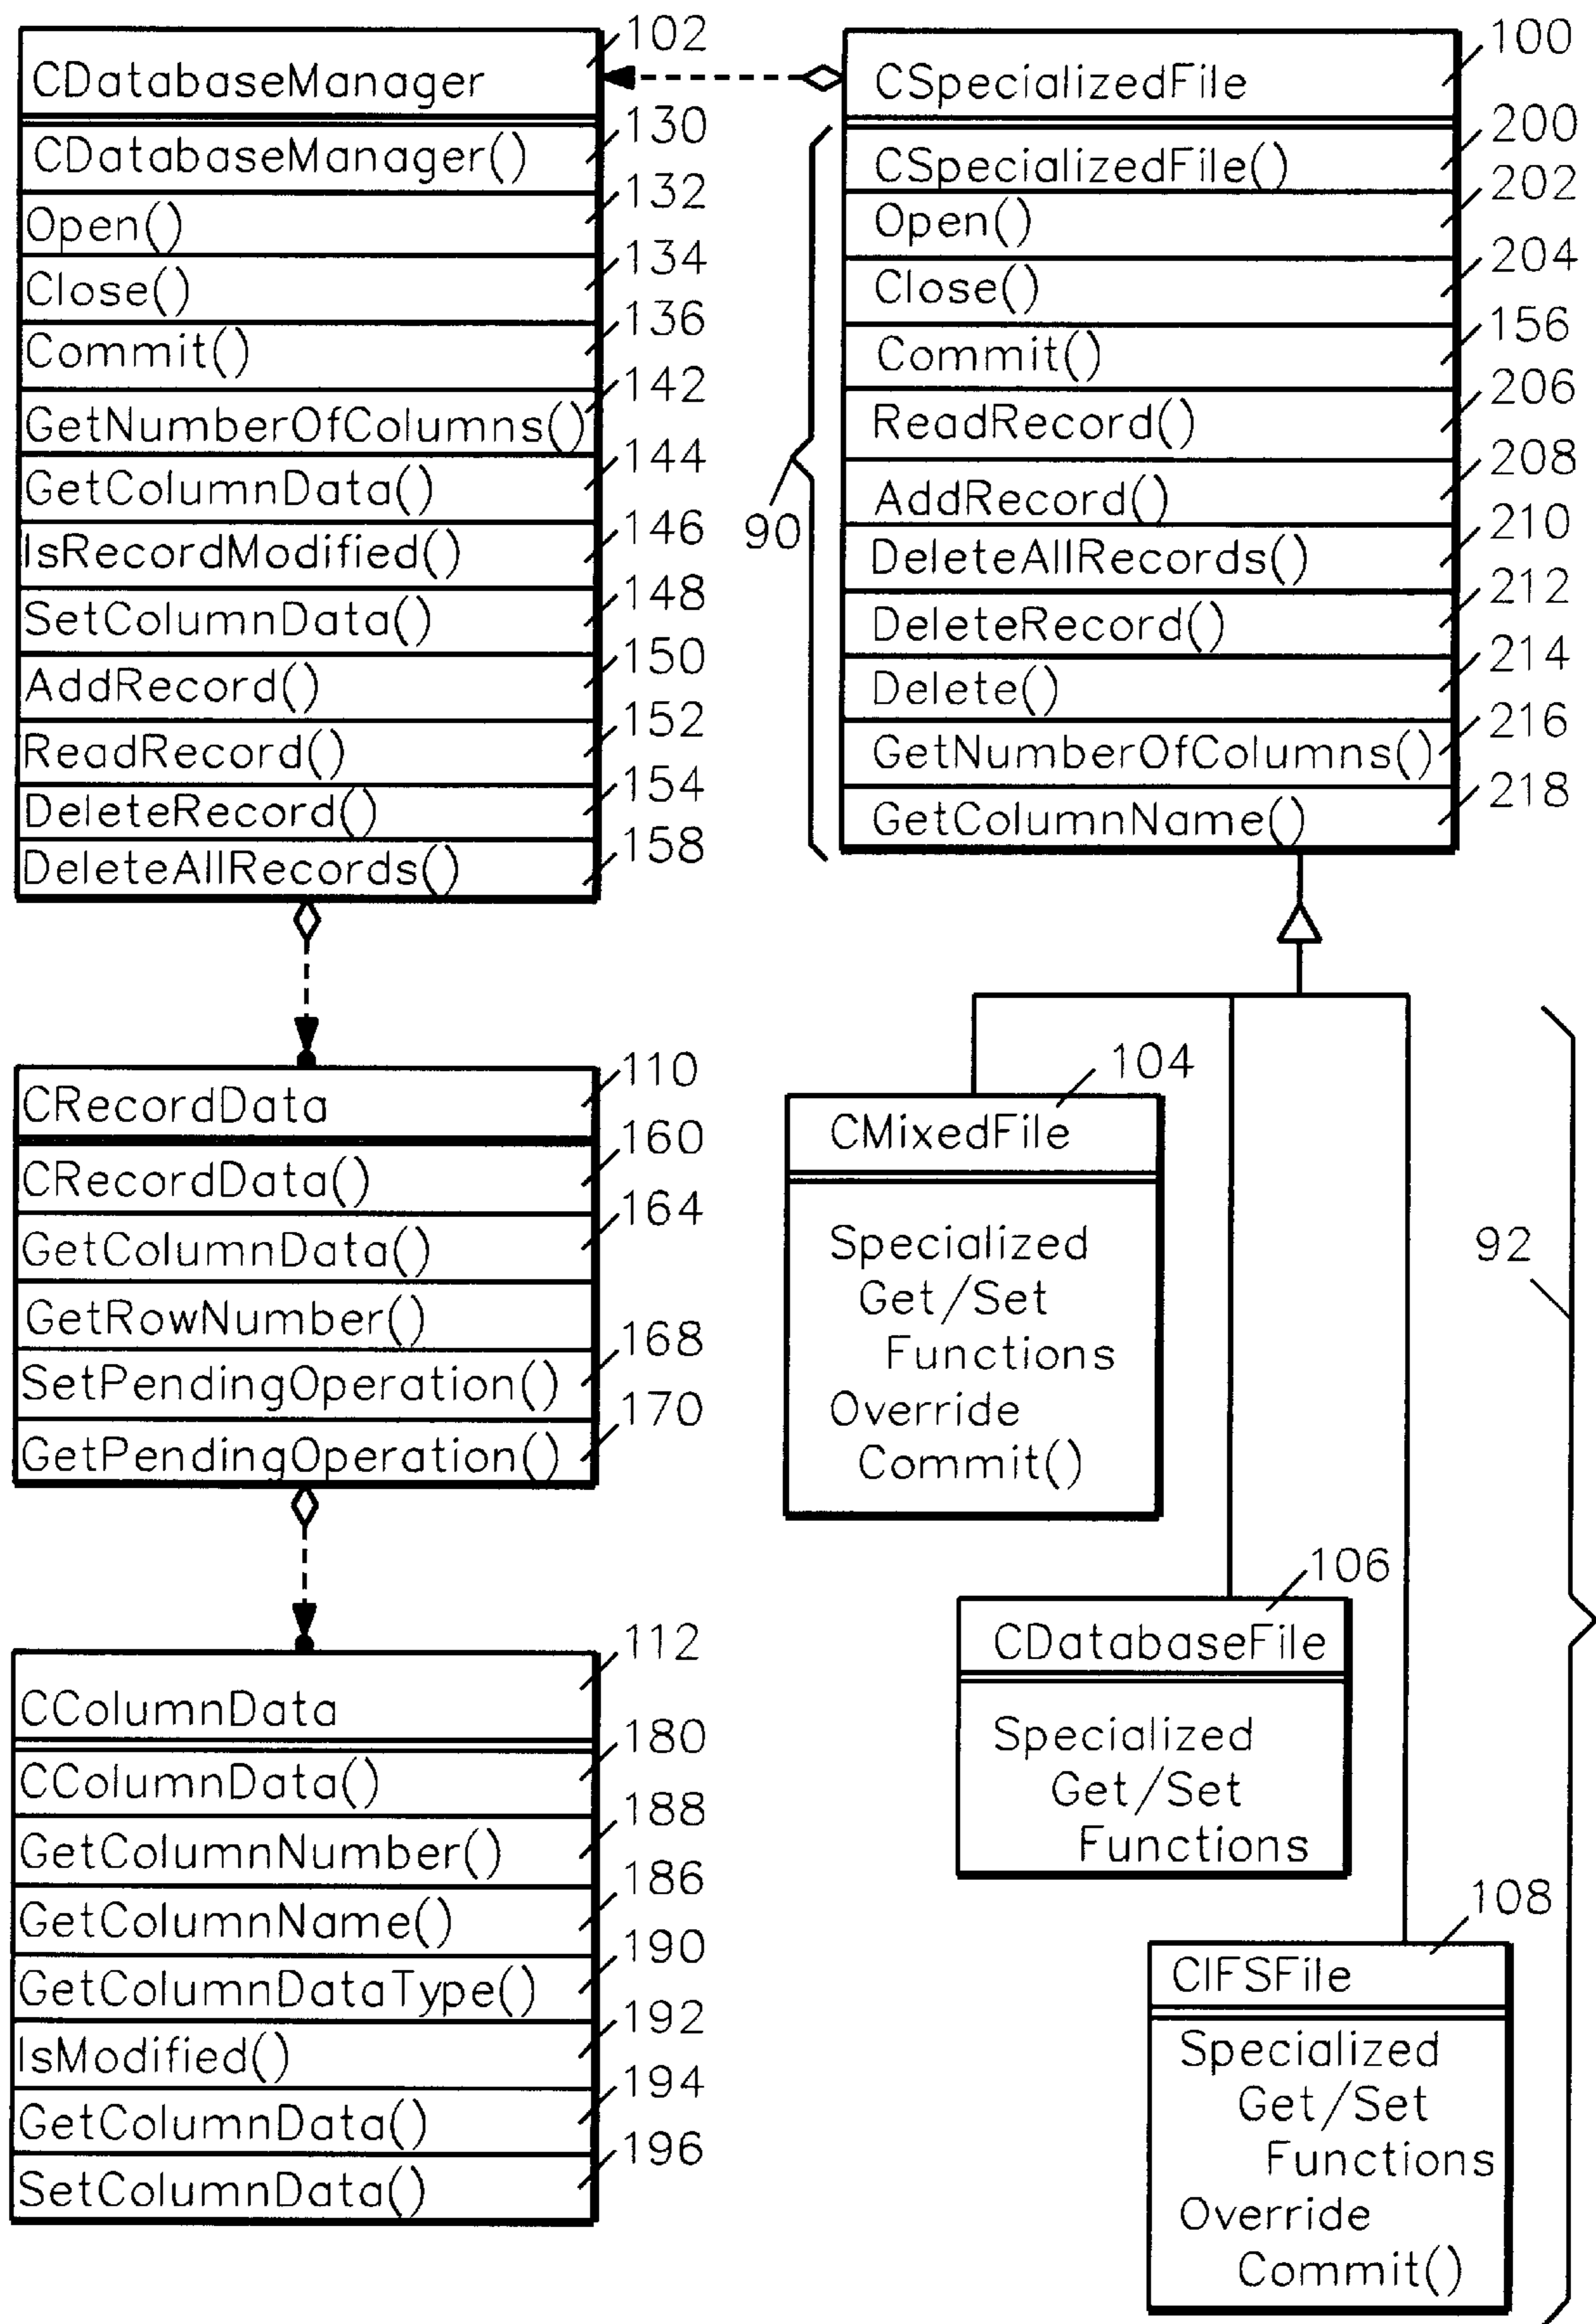 102
CDatabaseManager
130
CDatabaseManager()
132
Open()
134
Close()
136
Commit()
142
GetNumberOfColumns()
144
GetColumnData()
146
IsRecordModified()
148
SetColumnData()
150
AddRecord()
152
ReadRecord()
154
DeleteRecord()
158
DeleteAllRecords()
110
CRecordData
160
CRecordData()
164
GetColumnData()
GetRowNumber()
168
SetPendingOperation()
170
GetPendingOperation()
112
CColumnData
180
CColumnData()
188
GetColumnNumber()
186
GetColumnName()
190
GetColumnDataType()
192
IsModified()
194
GetColumnData()
196
SetColumnData()
100
CSpecializedFile
200
CSpecializedFile()
202
Open()
204
Close()
156
Commit()
206
ReadRecord()
208
AddRecord()
90
210
DeleteAllRecords()
212
DeleteRecord()
214
Delete()
216
GetNumberOfColumns()
218
GetColumnName()
104
CMixedFile
Specialized
Get/Set
Functions
Override
Commit()
92
106
CDatabaseFile
Specialized
Get/Set
Functions
108
CIFSFile
Specialized
Get/Set
Functions
Override
Commit()